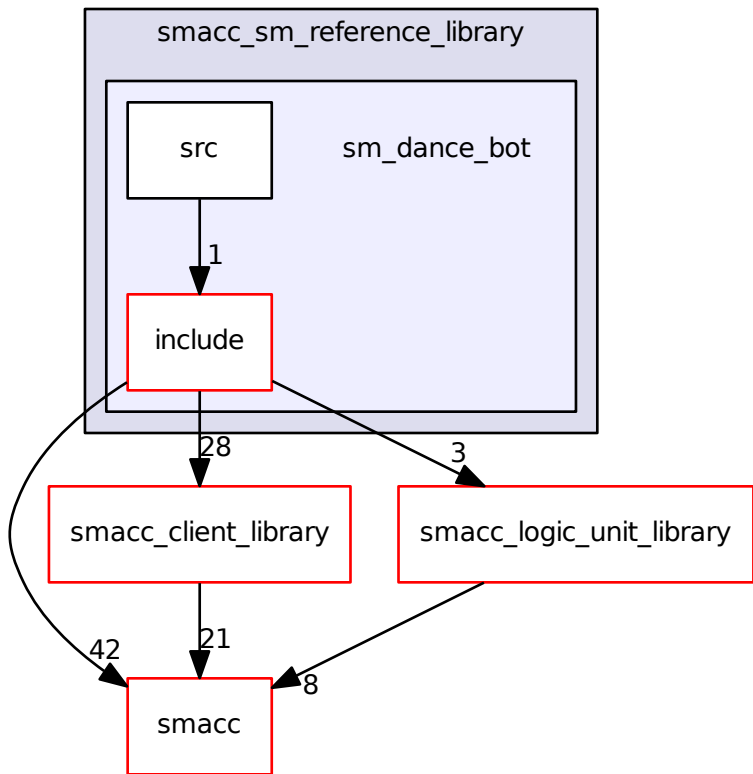 smacc_sm_reference_library
src
sm_dance_bot
1
include
28
3
smacc_client_library
smacc_logic_unit_library
42
21
8
smacc